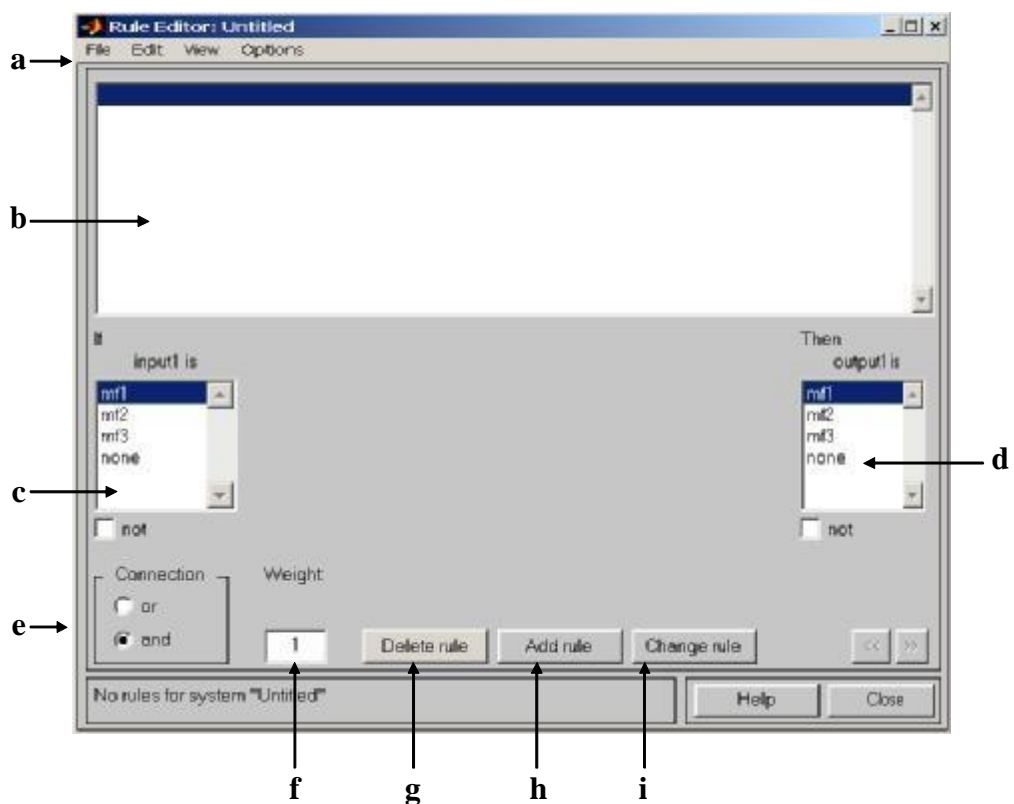 Rule Editor: Untitled
File Edit View Options
a
b
If
input1 is
mf1
mf2
mf3
none
not
c
Then
output1 is
mf1
mf2
mf3
none
not
d
Connection
or
and
e
Weight
1
Delete rule
Add rule
Change rule
<<
>>
No rules for system "Untitled"
Help
Close
f
g
h
i